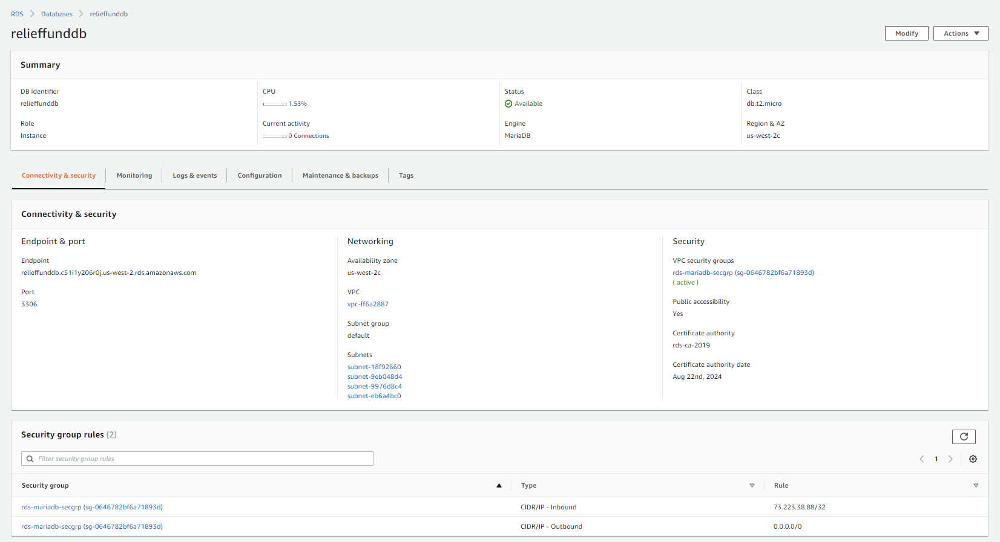 RDS > Databases > relieffunddb
relieffunddb
Modify
Actions
Summary
DB identifier
relieffunddb
CPU
1.53%
Status
Available
Class
db.t2.micro
Role
Instance
Current activity
0 Connections
Engine
MariaDB
Region & AZ
us-west-2c
Connectivity & security
Monitoring
Logs & events
Configuration
Maintenance & backups
Tags
Connectivity & security
Endpoint & port
Endpoint
relieffunddb.c51i1y206r0j.us-west-2.rds.amazonaws.com
Port
3306
Networking
Availability zone
us-west-2c
VPC
vpc-ff6a2887
Subnet group
default
Subnets
subnet-18f92660
subnet-9eb048d4
subnet-9976d8c4
subnet-eb6a4bc0
Security
VPC security groups
rds-mariadb-secgrp (sg-0646782bf6a71893d)
( active )
Public accessibility
Yes
Certificate authority
rds-ca-2019
Certificate authority date
Aug 22nd, 2024
Security group rules (2)
Filter security group rules
1
Security group
Type
Rule
rds-mariadb-secgrp (sg-0646782bf6a71893d)
CIDR/IP - Inbound
73.223.38.88/32
rds-mariadb-secgrp (sg-0646782bf6a71893d)
CIDR/IP - Outbound
0.0.0.0/0